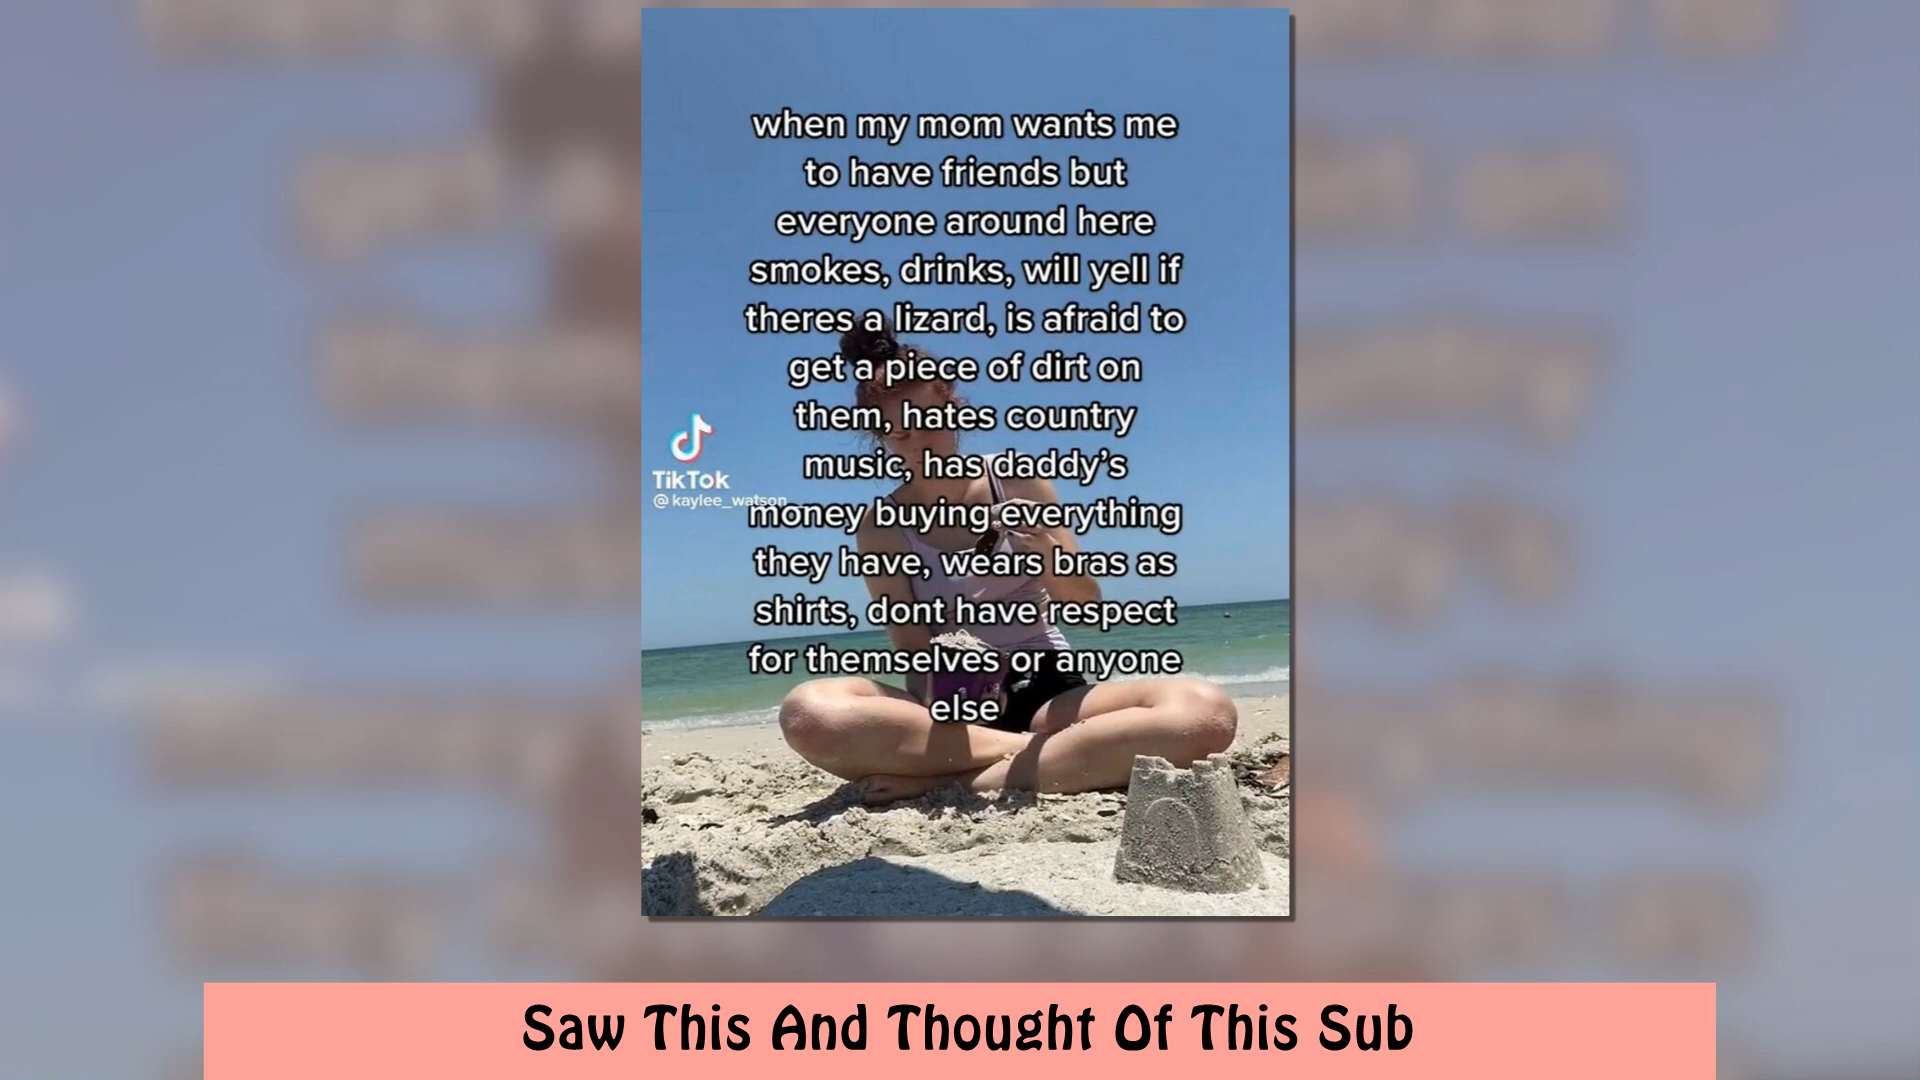 when my mom wants me
to have friends but
everyone around here
smokes, drinks, will yell if
theres a lizard, is afraid to
get a piece of dirt on
them, hates country
music, has daddy’s
money buying everything
they have, wears bras as
shirts, dont have respect
for themselves or anyone
else
TikTok
@kaylee_watson
Saw This And Thought Of This Sub